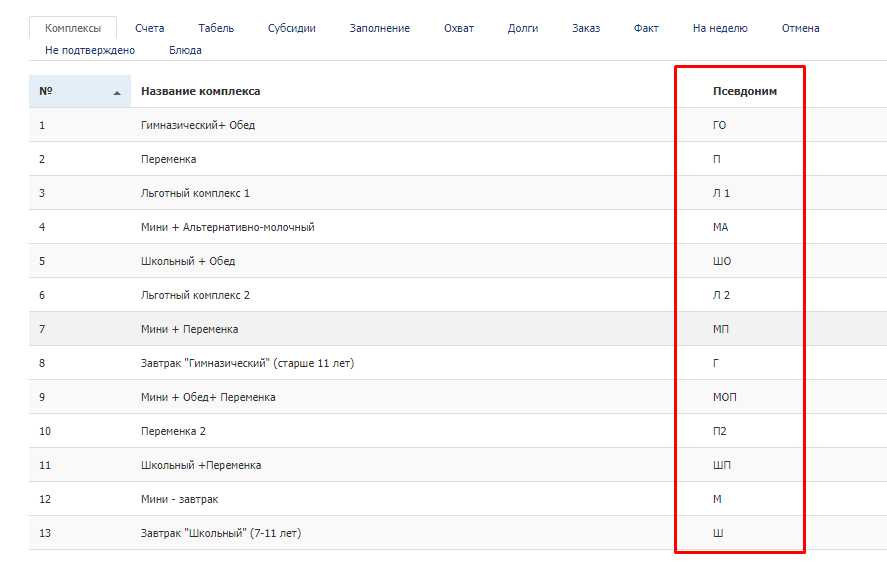 Комплексы Счета Табель Субсидии Заполнение Охват Долги Заказ Факт На неделю Отмена
Не подтверждено Блюда
№ Название комплекса Псевдоним
1 Гимназический+ Обед ГО
2 Переменка П
3 Льготный комплекс 1 Л 1
4 Мини + Альтернативно-молочный МА
5 Школьный + Обед ШО
6 Льготный комплекс 2 Л 2
7 Мини + Переменка МП
8 Завтрак "Гимназический" (старше 11 лет) Г
9 Мини + Обед+ Переменка МОП
10 Переменка 2 П2
11 Школьный +Переменка ШП
12 Мини - завтрак М
13 Завтрак "Школьный" (7-11 лет) Ш